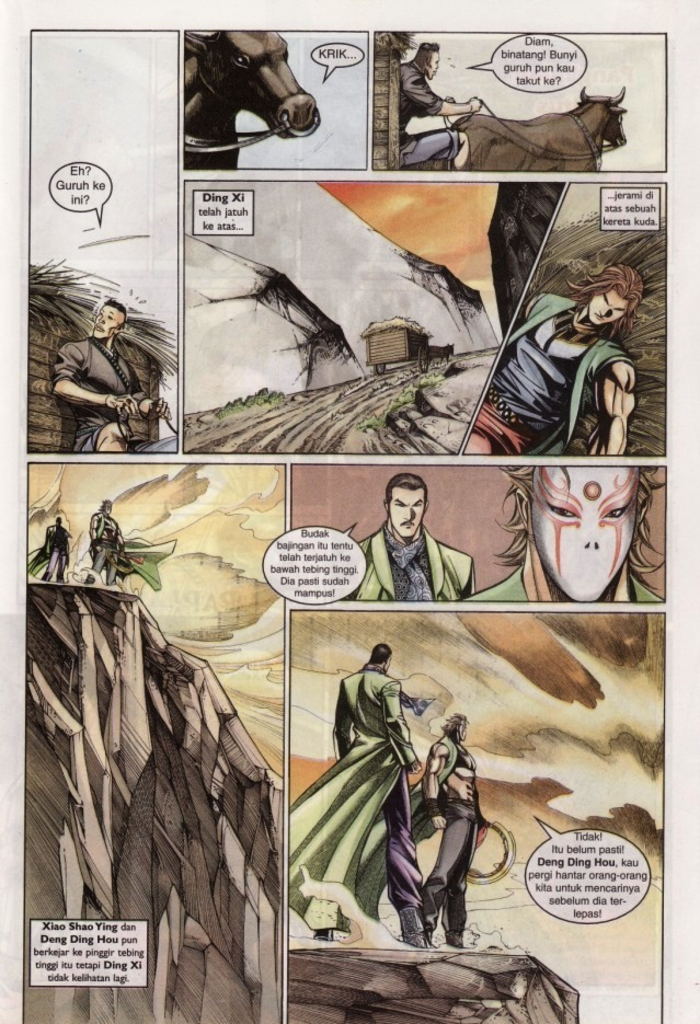 Eh?
Guruh ke
ini?
KRIK...
Diam,
binatang! Bunyi
guruh pun kau
takut ke?
Ding Xi
telah jatuh
ke atas...
...jerami di
atas sebuah
kereta kuda.
Xiao Shao Ying dan
Deng Ding Hou pun
berkejar ke pinggir tebing
tinggi itu tetapi Ding Xi
tidak kelihatan lagi.
Budak
bajingan itu tentu
telah terjatuh ke
bawah tebing tinggi.
Dia pasti sudah
mampus!
Tidak!
Itu belum pasti!
Deng Ding Hou, kau
pergi hantar orang-orang
kita untuk mencarinya
sebelum dia ter-
lepas!